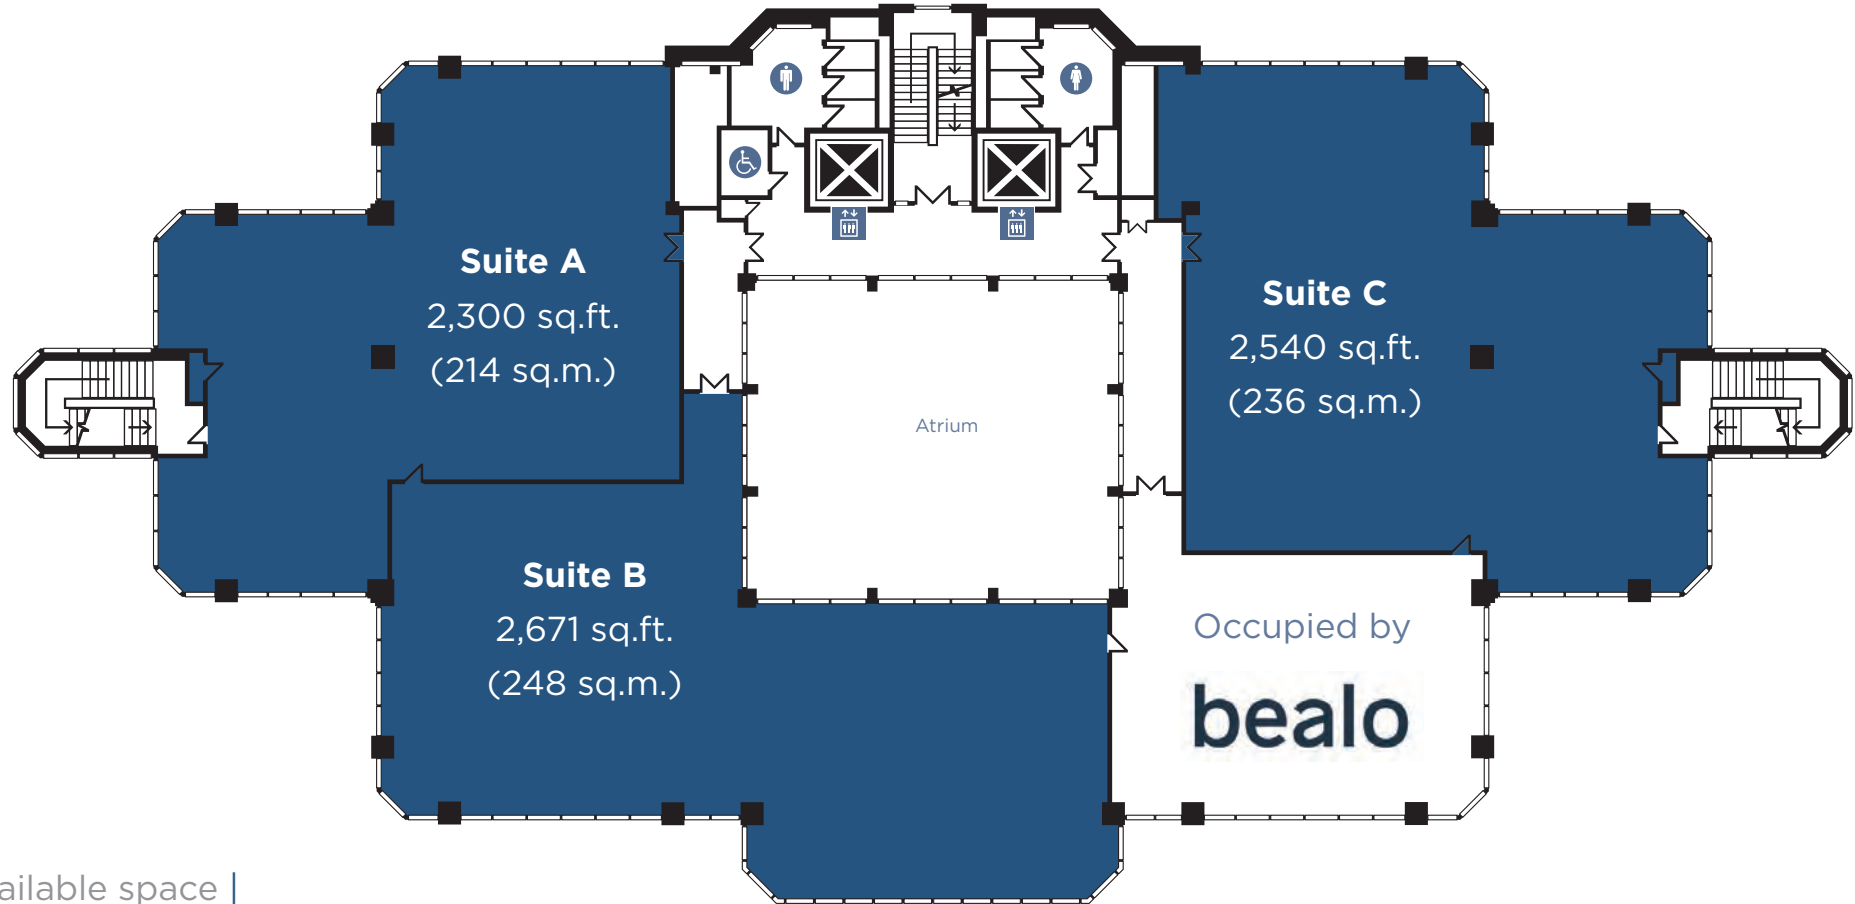 Suite A
2,300 sq.ft.
(214 sq.m.)
Suite C
2,540 sq.ft.
(236 sq.m.)
Atrium
Suite B
2,671 sq.ft.
(248 sq.m.)
Occupied by
bealo
ailable space |